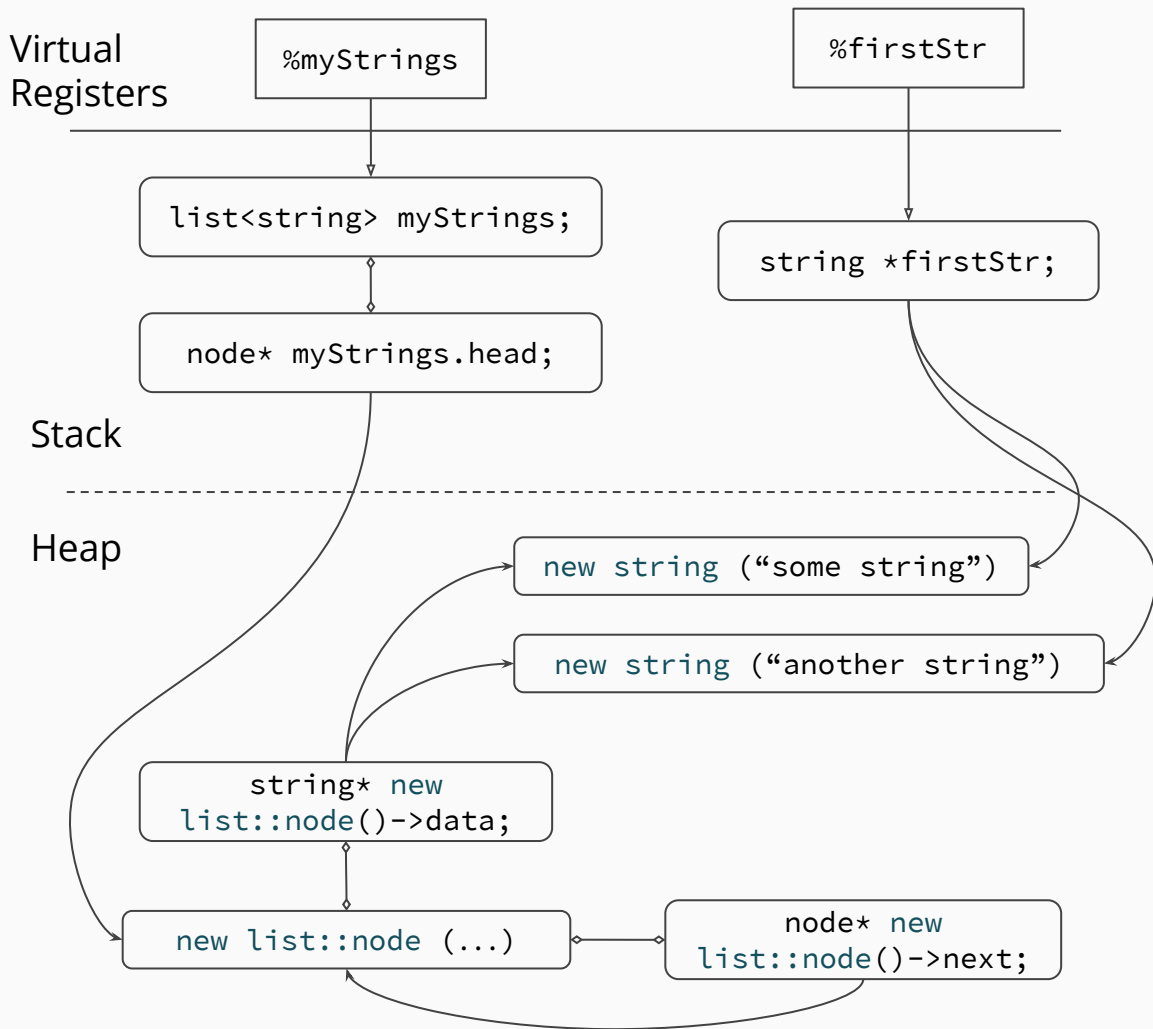 Virtual
Registers
%myStrings
%firstStr
list<string> myStrings;
string *firstStr;
node* myStrings.head;
Stack
Heap
new string (“some string”)
new string (“another string”)
string* new
list::node()->data;
new list::node (...)
node* new
list::node()->next;